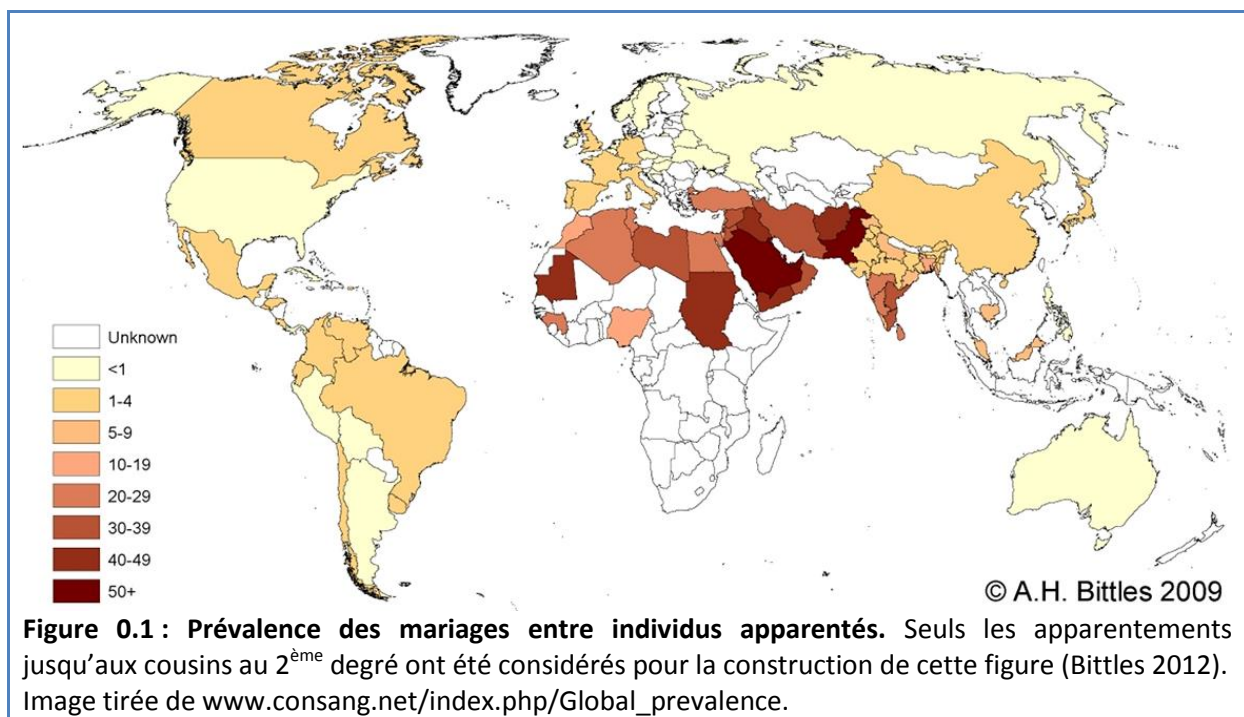 Unknown
<1
1-4
5-9
10-19
20-29
30-39
40-49
50+
© A.H. Bittles 2009
Figure 0.1 : Prévalence des mariages entre individus apparentés. Seuls les apparentements
jusqu'aux cousins au 2ème degré ont été considérés pour la construction de cette figure (Bittles 2012).
Image tirée de www.consang.net/index.php/Global_prevalence.